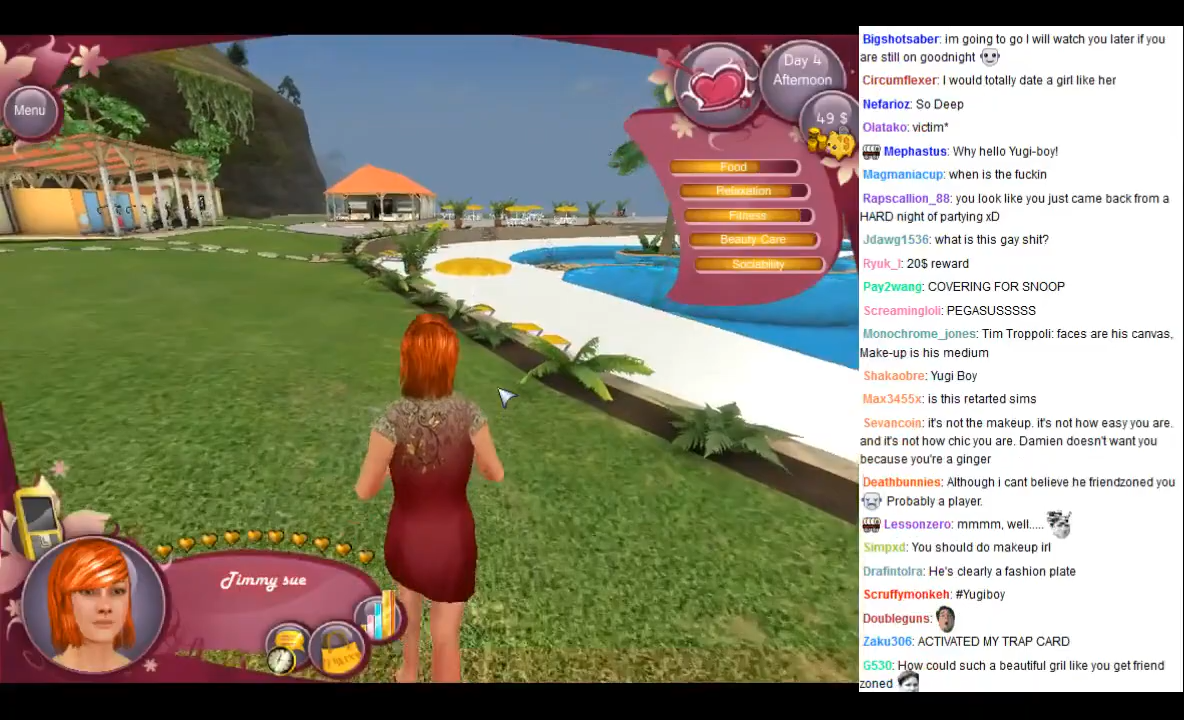 Menu
Day 4
Afternoon
49 $
Food
Relaxation
Fitness
Beauty Care
Sociability
Jimmy sue
Bigshotsaber: im going to go I will watch you later if you
are still on goodnight
Circumflexer: I would totally date a girl like her
Nefarioz: So Deep
Olatako: victim*
Mephastus: Why hello Yugi-boy!
Magmaniacup: when is the fuckin
Rapscallion_88: you look like you just came back from a
HARD night of partying xD
Jdawg1536: what is this gay shit?
Ryuk_l: 20$ reward
Pay2wang: COVERING FOR SNOOP
Screamingloli: PEGASUSSSSS
Monochrome_jones: Tim Troppoli: faces are his canvas,
Make-up is his medium
Shakaobre: Yugi Boy
Max3455x: is this retarted sims
Sevancoin: it's not the makeup. it's not how easy you are.
and it's not how chic you are. Damien doesn't want you
because you're a ginger
Deathbunnies: Although i cant believe he friendzoned you
Probably a player.
Lessonzero: mmmm, well.....
Simpxd: You should do makeup irl
Drafintolra: He's clearly a fashion plate
Scruffymonkeh: #Yugiboy
Doubleguns:
Zaku306: ACTIVATED MY TRAP CARD
G530: How could such a beautiful gril like you get friend
zoned